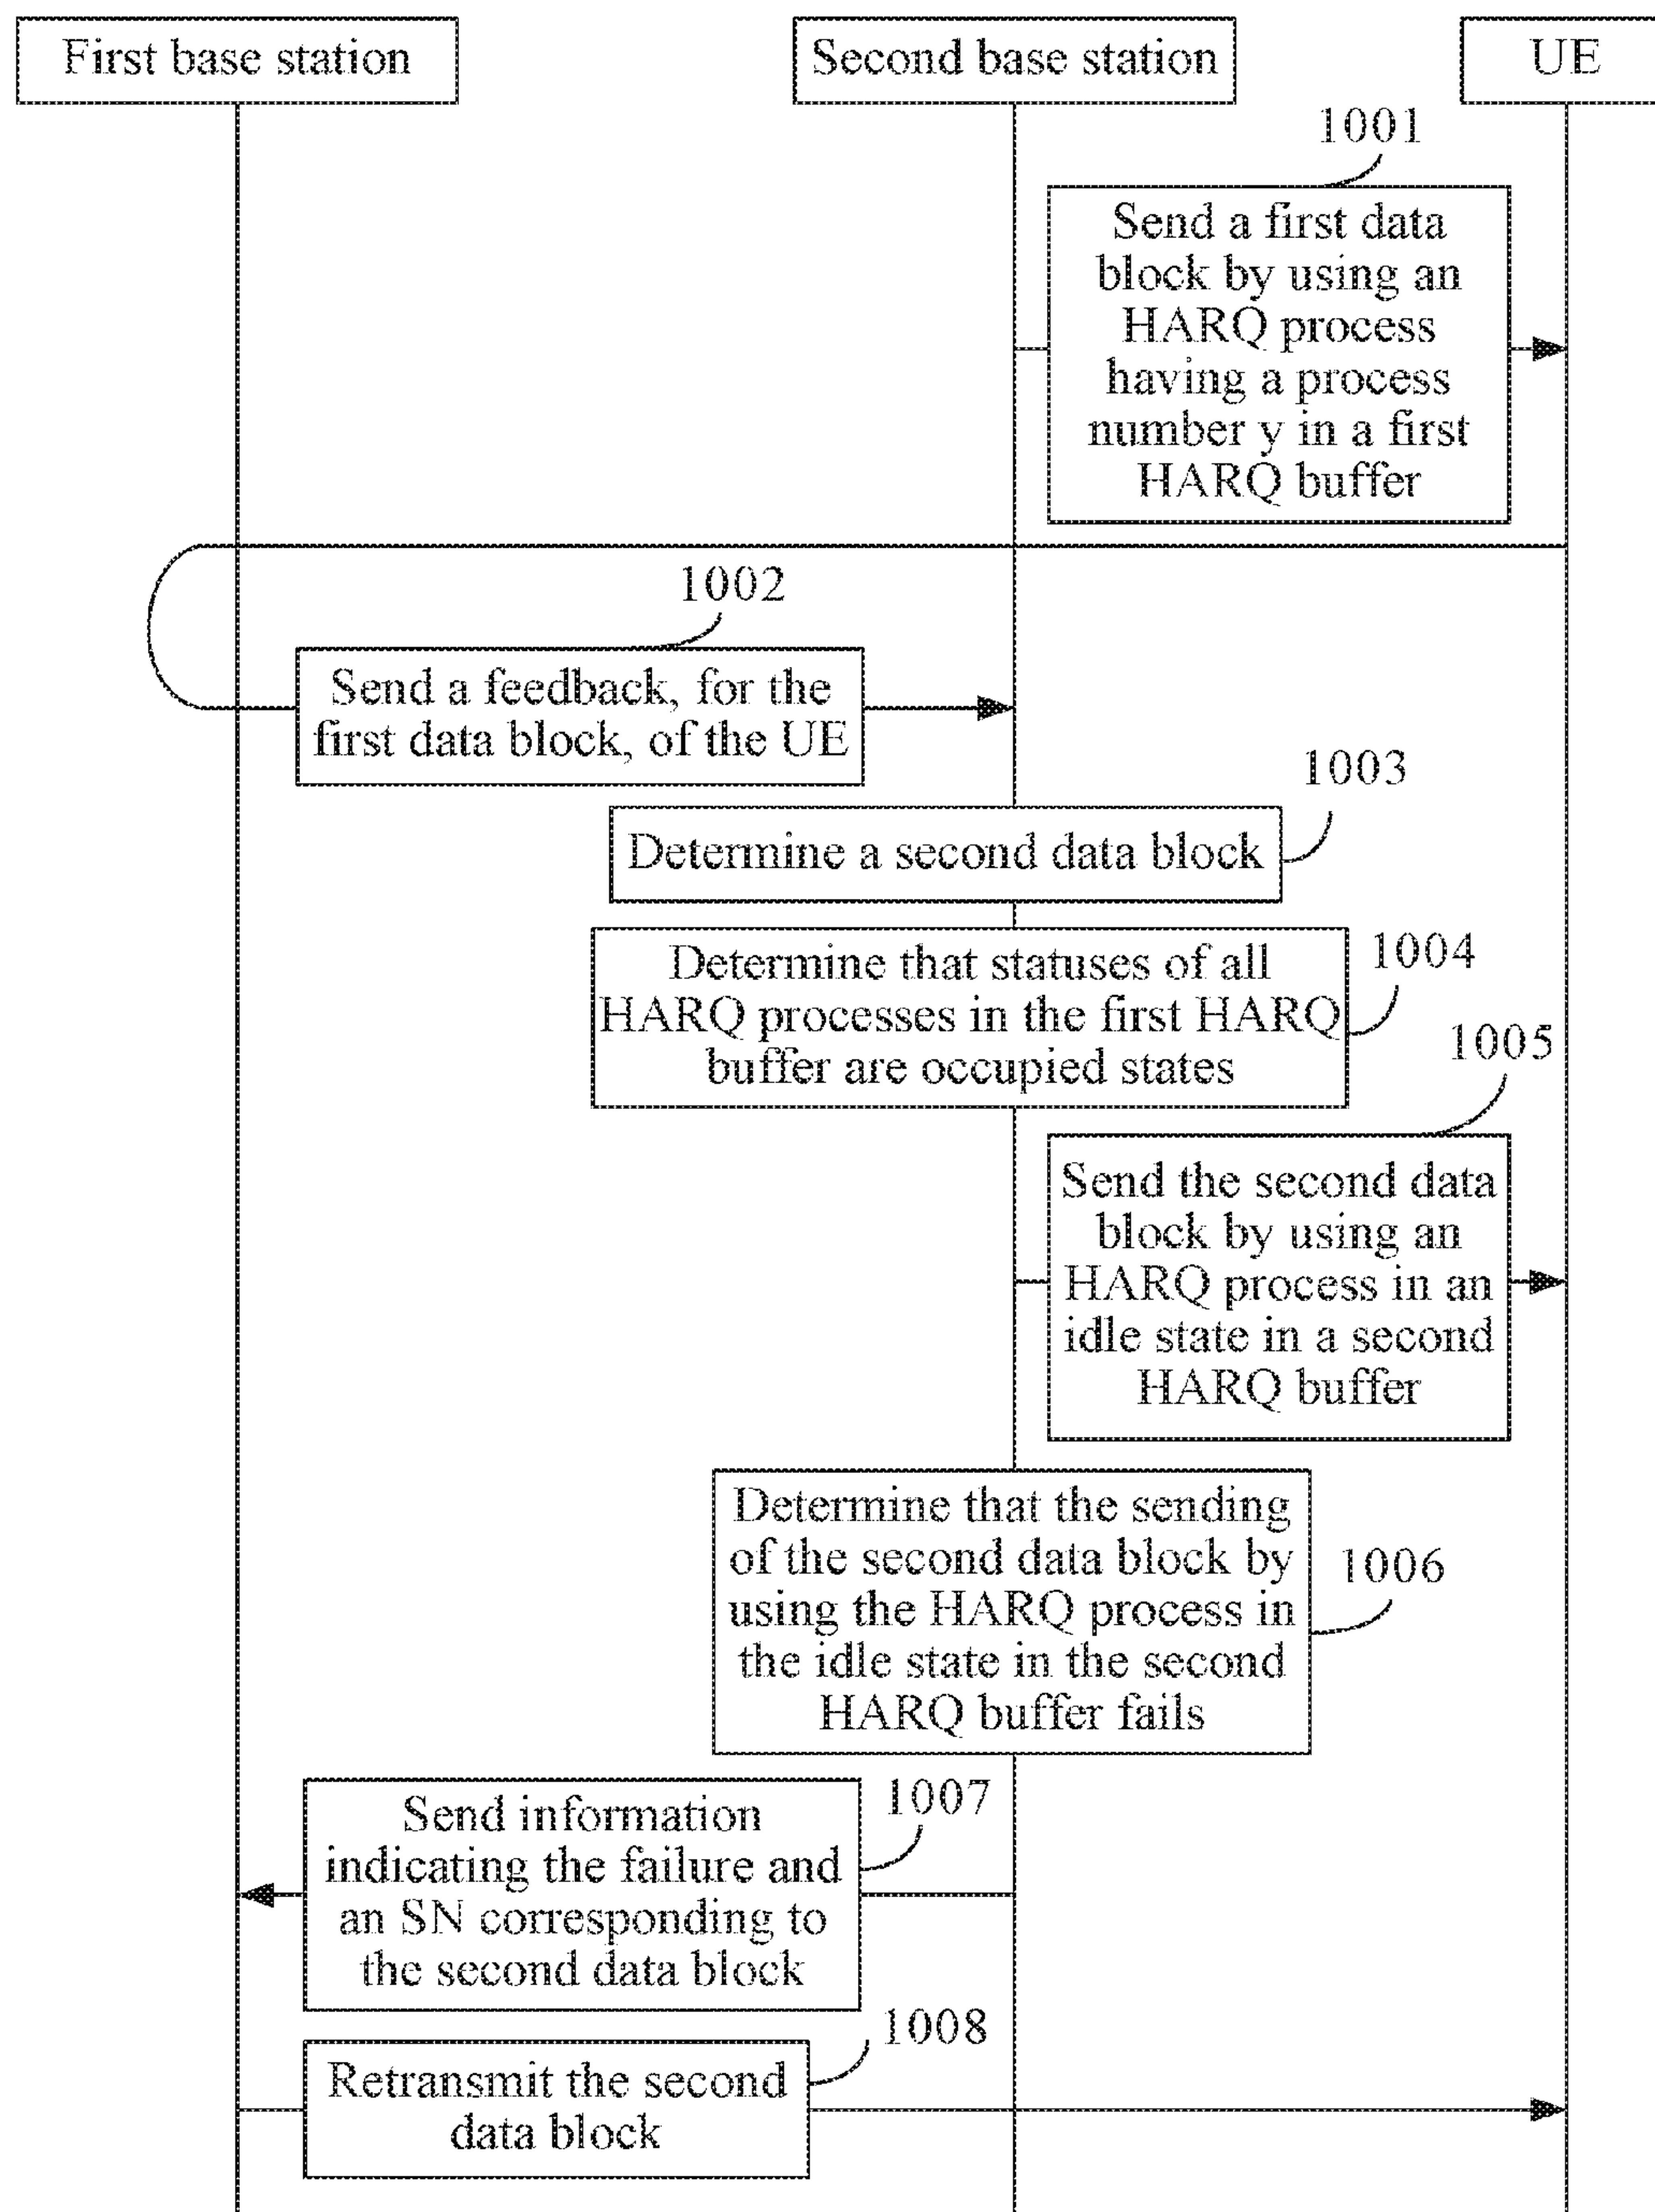 First base station
Second base station
UE
1001
Send a first data
block by using an
HARQ process
having a process
number y in a first
HARQ buffer
1002
Send a feedback, for the
first data block, of the UE
1003
Determine a second data block
1004
Determine that statuses of all
HARQ processes in the first HARQ
buffer are occupied states
1005
Send the second data
block by using an
HARQ process in an
idle state in a second
HARQ buffer
1006
Determine that the sending
of the second data block by
using the HARQ process in
the idle state in the second
HARQ buffer fails
1007
Send information
indicating the failure and
an SN corresponding to
the second data block
1008
Retransmit the second
data block